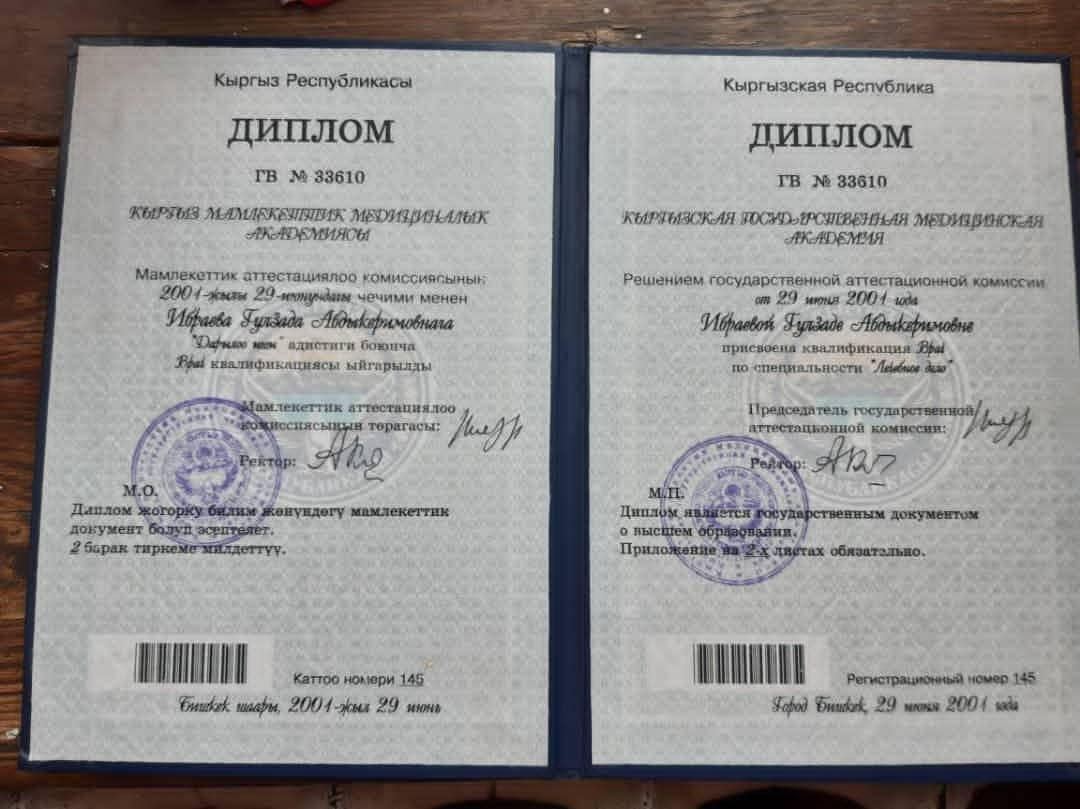 Кыргыз Республикасы
ДИПЛОМ
ГВ № 33610
КЫРГЫЗ МАМЛЕКЕТТИК МЕДИЦИНАЛЫК
АКАДЕМИЯСЫ
Мамлекеттик аттестациялоо комиссиясынын
2001-жылы 29-июнундагы чечими менен
Ибраева Гулзада Абдыкеримовнага
"Дарылоо иши" адистиги боюнча
Врач квалификациясы ыйгарылды
Мамлекеттик аттестациялоо
комиссиясынын төрагасы:
Ректор:
М.О.
Диплом жогорку билим жөнүндөгү мамлекеттик
документ болуп эсептелет.
2 барак тиркеме милдеттүү.
Каттоо номери 145
Бишкек шаары, 2001-жыл 29 июнь
Кыргызская Республика
ДИПЛОМ
ГВ № 33610
КЫРГЫЗСКАЯ ГОСУДАРСТВЕННАЯ МЕДИЦИНСКАЯ
АКАДЕМИЯ
Решением государственной аттестационной комиссии
от 29 июня 2001 года
Ибраевой Гулзаде Абдыкеримовне
присвоена квалификация Врач
по специальности "Лечебное дело"
Председатель государственной
аттестационной комиссии:
Ректор:
М.П.
Диплом является государственным документом
о высшем образовании.
Приложение на 2-х листах обязательно.
Регистрационный номер 145
Город Бишкек, 29 июня 2001 года